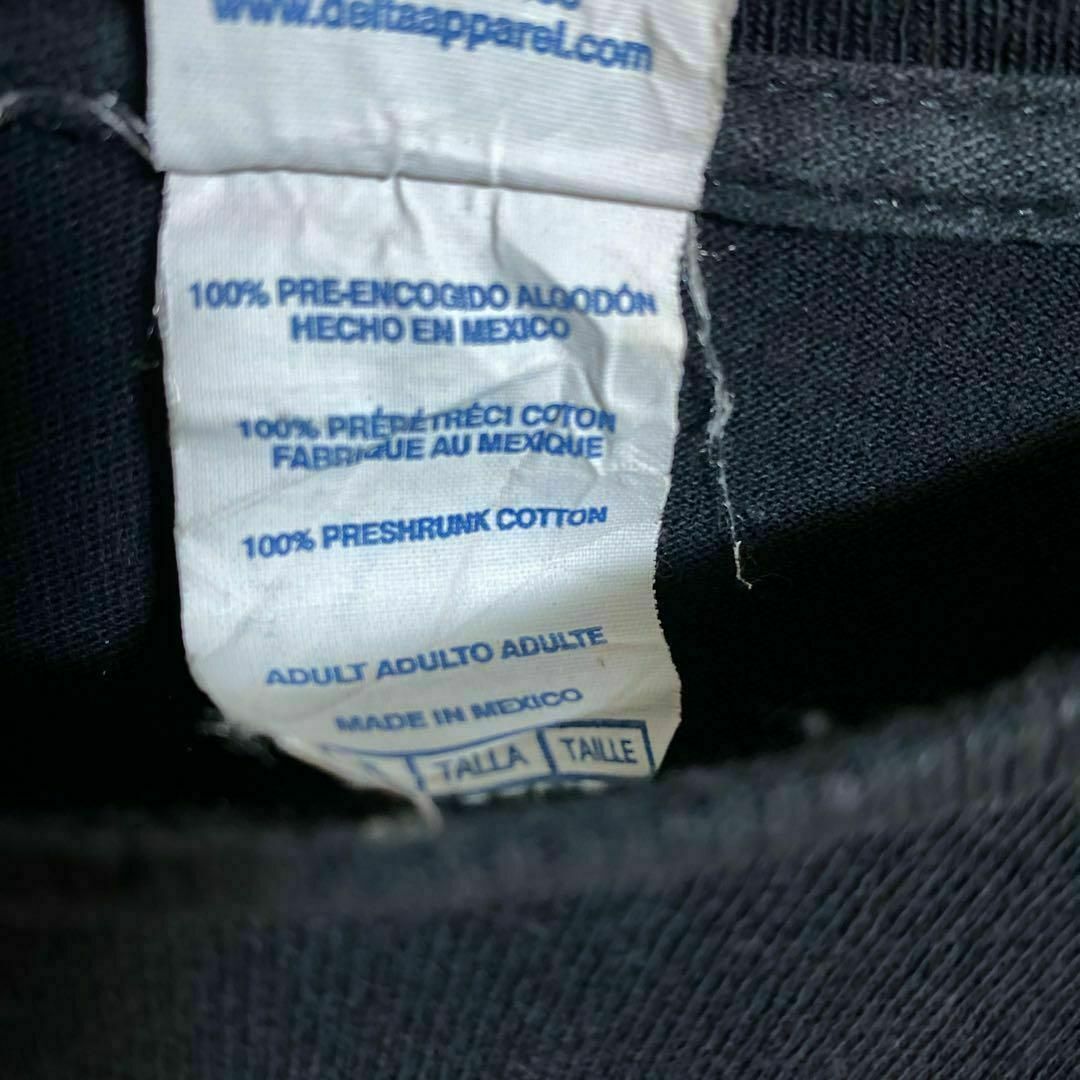 www.deltaapparel.com
100% PRE-ENCOGIDO ALGODÓN
HECHO EN MEXICO
100% PRÉPÉTRÉCI COTON
FABRIQUE AU MEXIQUE
100% PRESHRUNK COTTON
ADULT ADULTO ADULTE
MADE IN MEXICO
TALLA TAILLE